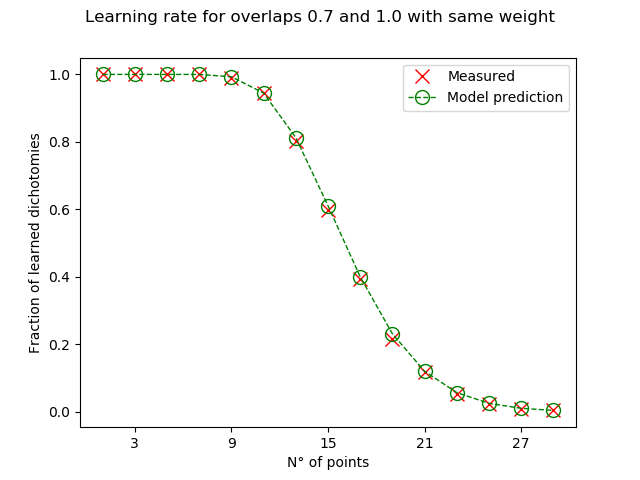 Learning rate for overlaps 0.7 and 1.0 with same weight
Measured
Model prediction
Fraction of learned dichotomies
1.0
0.8
0.6
0.4
0.2
0.0
3 9 15 21 27
N° of points